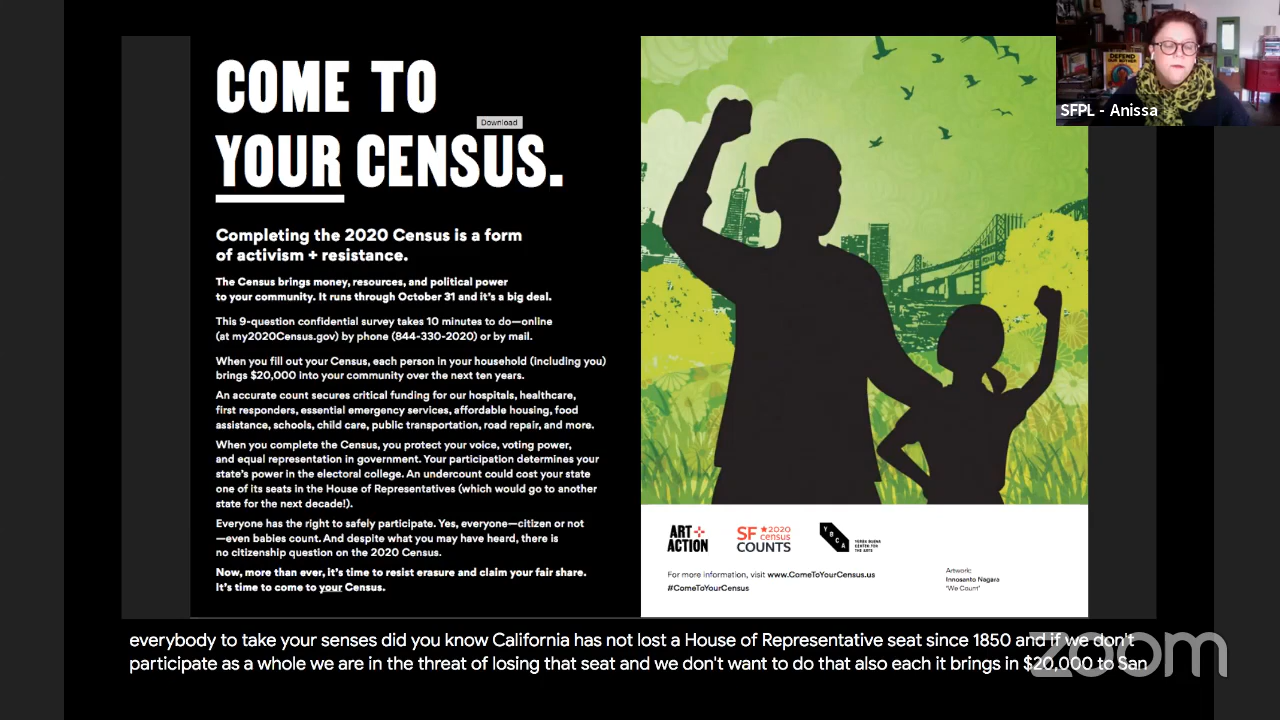 COME TO
YOUR CENSUS.
Download
Completing the 2020 Census is a form
of activism + resistance.
The Census brings money, resources, and political power
to your community. It runs through October 31 and it's a big deal.
This 9-question confidential survey takes 10 minutes to do—online
(at my2020Census.gov) by phone (844-330-2020) or by mail.
When you fill out your Census, each person in your household (including you)
brings $20,000 into your community over the next ten years.
An accurate count secures critical funding for our hospitals, healthcare,
first responders, essential emergency services, affordable housing, food
assistance, schools, child care, public transportation, road repair, and more.
When you complete the Census, you protect your voice, voting power,
and equal representation in government. Your participation determines your
state's power in the electoral college. An undercount could cost your state
one of its seats in the House of Representatives (which would go to another
state for the next decade!).
Everyone has the right to safely participate. Yes, everyone—citizen or not
—even babies count. And despite what you may have heard, there is
no citizenship question on the 2020 Census.
Now, more than ever, it's time to resist erasure and claim your fair share.
It's time to come to your Census.
ART+
ACTION
SF ★2020
census
COUNTS
YBCA
YERBA BUENA
CENTER FOR
THE ARTS
For more information, visit www.ComeToYourCensus.us
#ComeToYourCensus
Artwork:
Innosanto Nagara
"We Count"
DEFEND
OUR MOTHER
SFPL - Anissa
everybody to take your senses did you know California has not lost a House of Representative seat since 1850 and if we don't
participate as a whole we are in the threat of losing that seat and we don't want to do that also each it brings in $20,000 to San
zoom